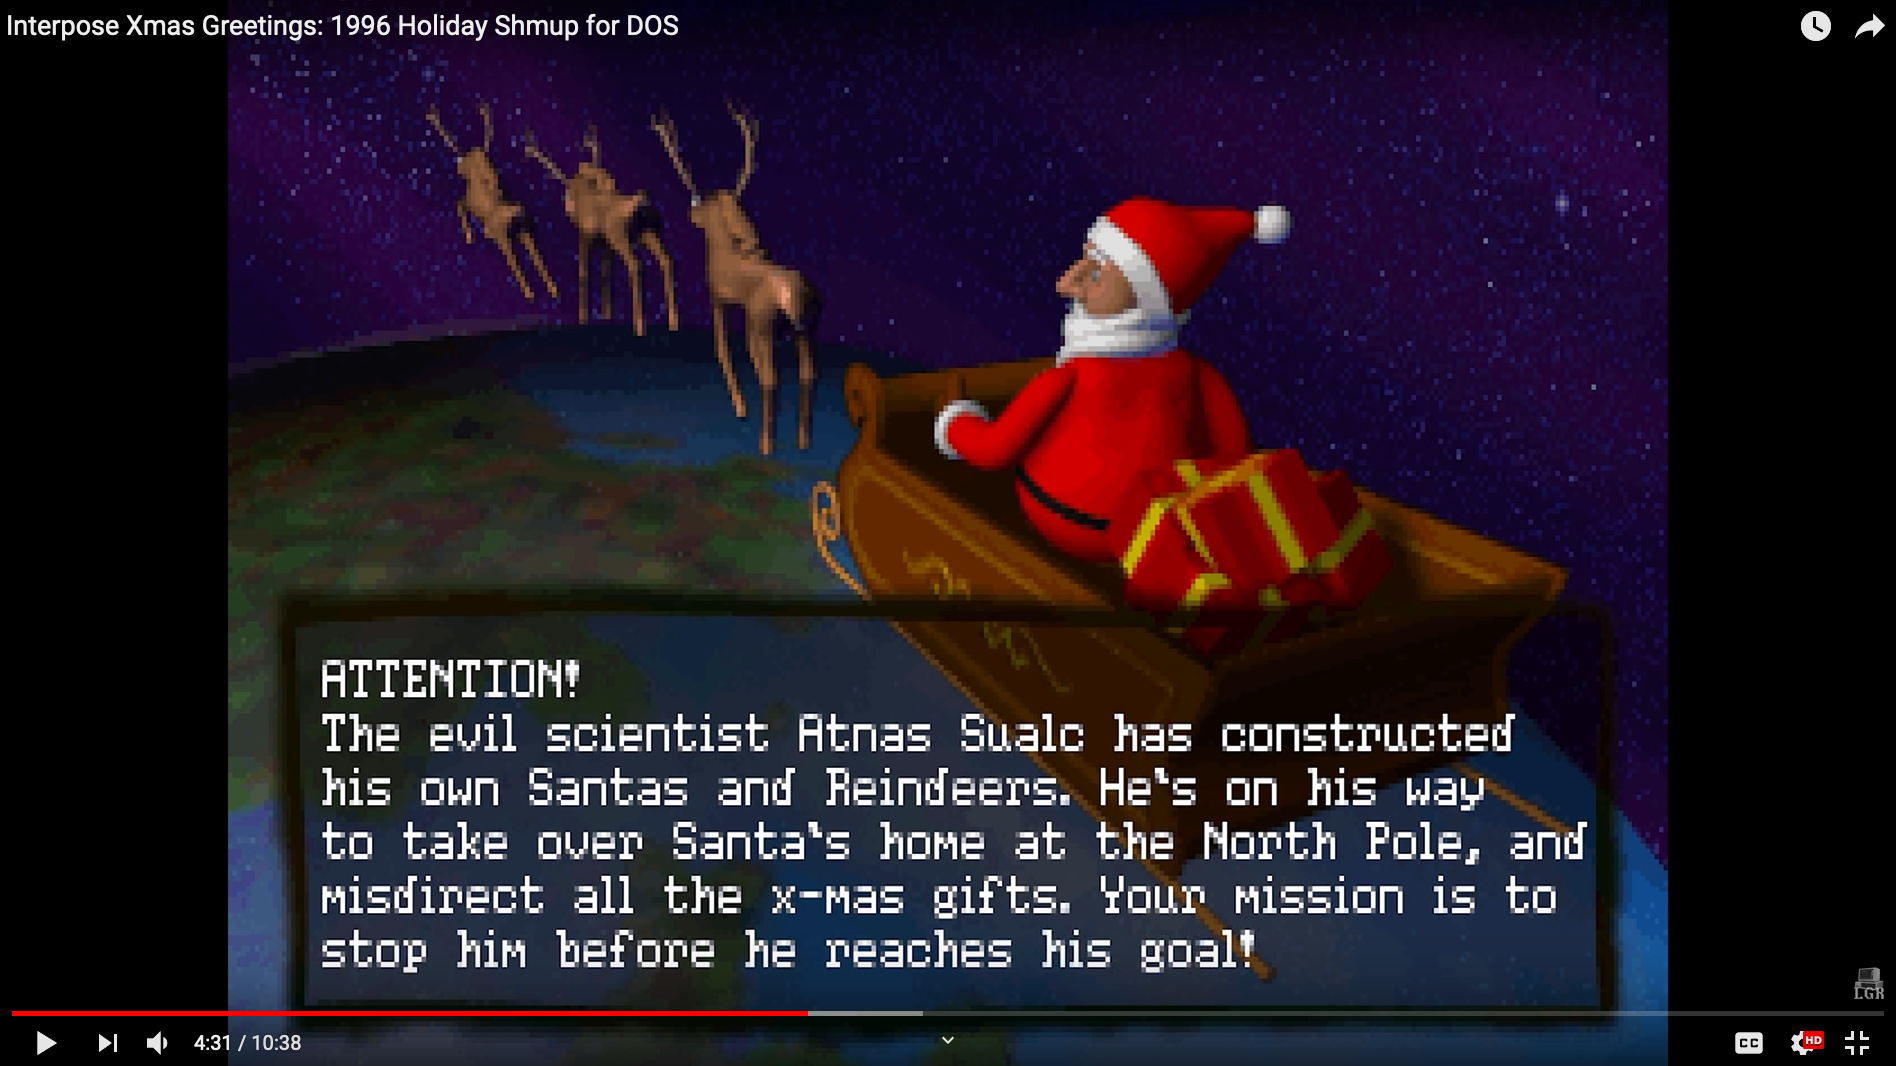 Interpose Xmas Greetings: 1996 Holiday Shmup for DOS
ATTENTION!
The evil scientist Atnas Sualc has constructed
his own Santas and Reindeers. He's on his way
to take over Santa's home at the North Pole, and
misdirect all the x-mas gifts. Your mission is to
stop him before he reaches his goal!
LGR
4:31 / 10:38
CC
HD